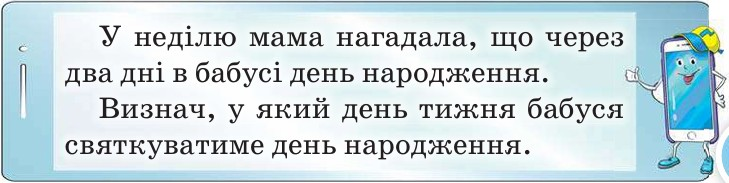 У неділю мама нагадала, що через
два дні в бабусі день народження.
Визнач, у який день тижня бабуся
святкуватиме день народження.